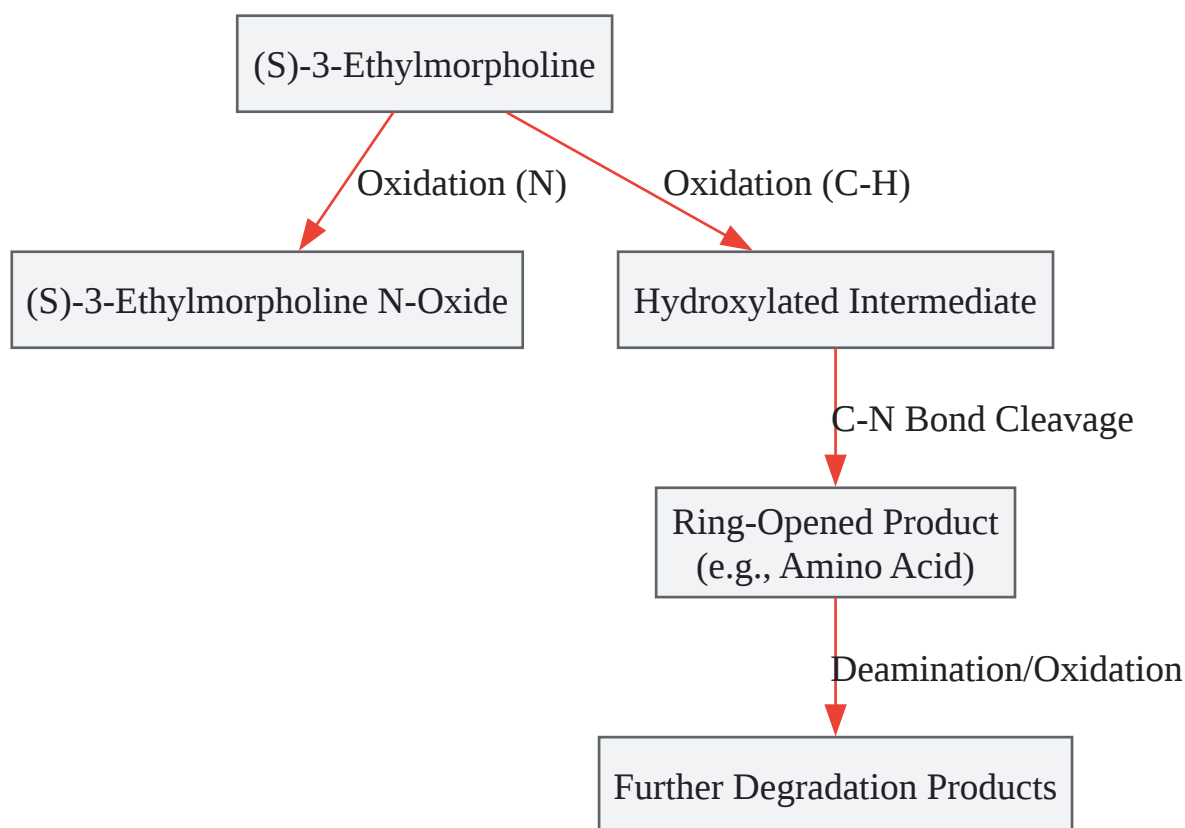 (S)-3-Ethylmorpholine
Oxidation (N)
Oxidation (C-H)
(S)-3-Ethylmorpholine N-Oxide
Hydroxylated Intermediate
C-N Bond Cleavage
Ring-Opened Product
(e.g., Amino Acid)
Deamination/Oxidation
Further Degradation Products